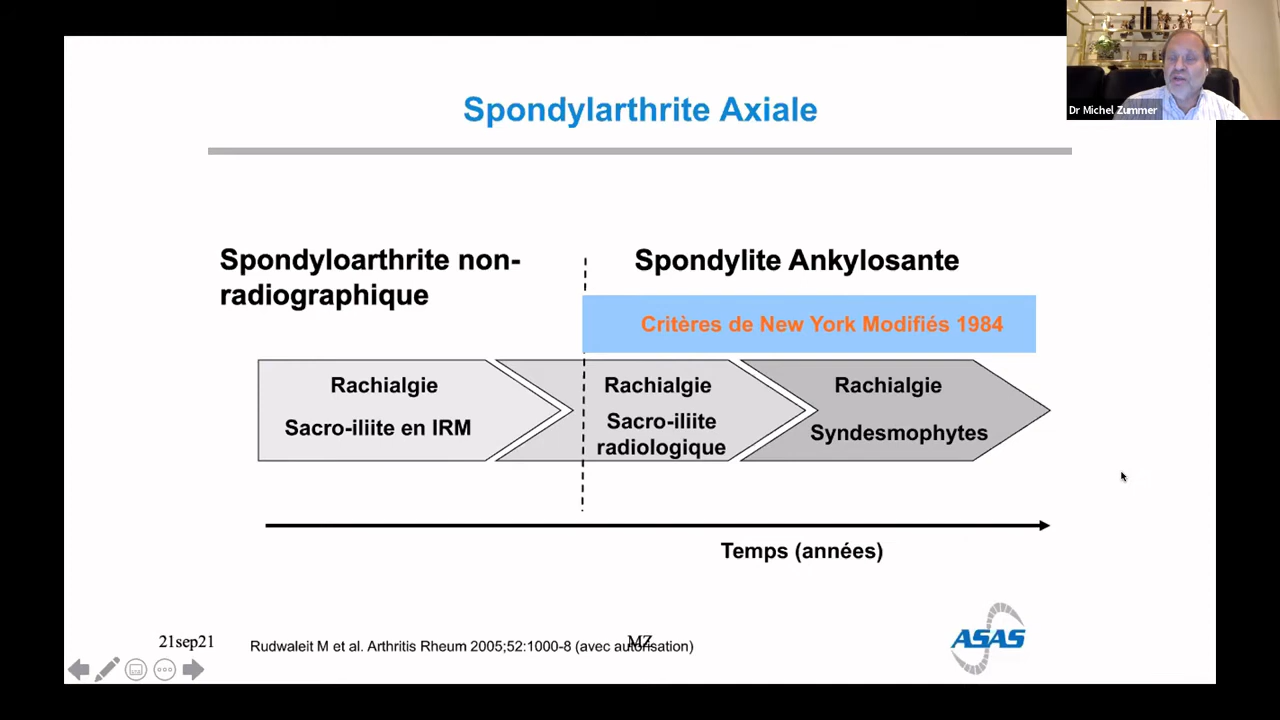 Dr Michel Zummer
Spondylarthrite Axiale
Spondyloarthrite non-
radiographique
Spondylite Ankylosante
Critères de New York Modifiés 1984
Rachialgie
Sacro-iliite en IRM
Rachialgie
Sacro-iliite
radiologique
Rachialgie
Syndesmophytes
Temps (années)
21sep21
Rudwaleit M et al. Arthritis Rheum 2005;52:1000-8 (avec autorisation)
MZ
ASAS